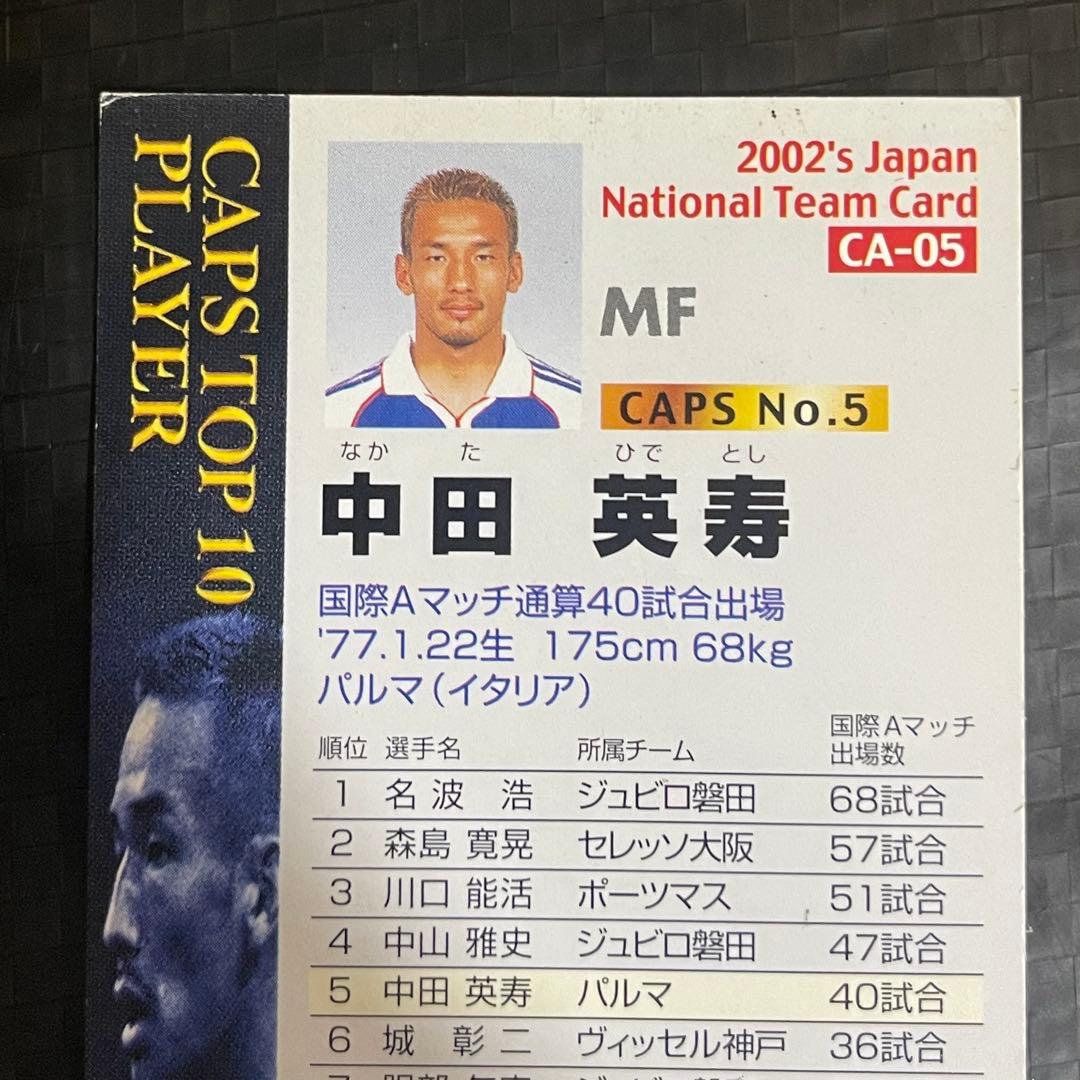 CAPS TOP 10
PLAYER
2002's Japan
National Team Card
CA-05
MF
CAPS No.5
なか た ひで とし
中田 英寿
国際Aマッチ通算40試合出場
'77.1.22生 175cm 68kg
パルマ(イタリア)
順位 選手名 所属チーム 国際Aマッチ出場数
1 名波 浩 ジュビロ磐田 68試合
2 森島 寛晃 セレッソ大阪 57試合
3 川口 能活 ポーツマス 51試合
4 中山 雅史 ジュビロ磐田 47試合
5 中田 英寿 パルマ 40試合
6 城 彰二 ヴィッセル神戸 36試合